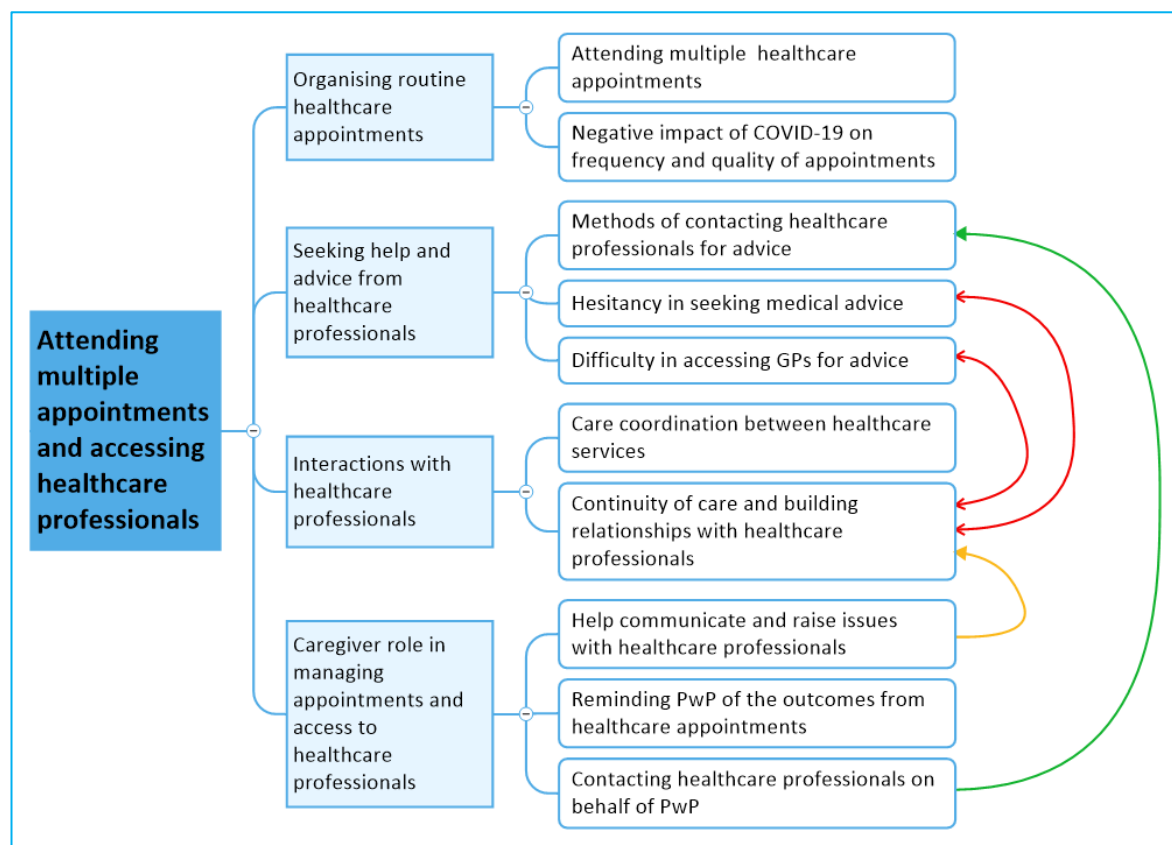 Attending
multiple
appointments
and accessing
healthcare
professionals
Organising routine
healthcare
appointments
Attending multiple healthcare
appointments
Negative impact of COVID-19 on
frequency and quality of appointments
Seeking help and
advice from
healthcare
professionals
Methods of contacting healthcare
professionals for advice
Hesitancy in seeking medical advice
Difficulty in accessing GPs for advice
Interactions with
healthcare
professionals
Care coordination between healthcare
services
Continuity of care and building
relationships with healthcare
professionals
Caregiver role in
managing
appointments and
access to
healthcare
professionals
Help communicate and raise issues
with healthcare professionals
Reminding PwP of the outcomes from
healthcare appointments
Contacting healthcare professionals on
behalf of PwP